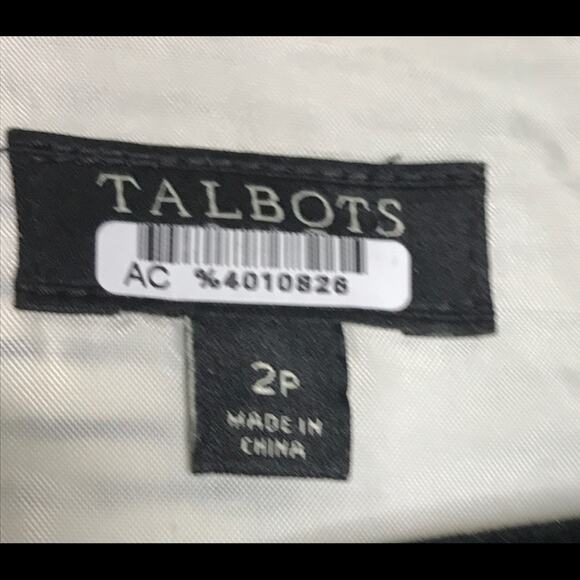 TALBOTS
AC %4010826
2P
MADE IN
CHINA